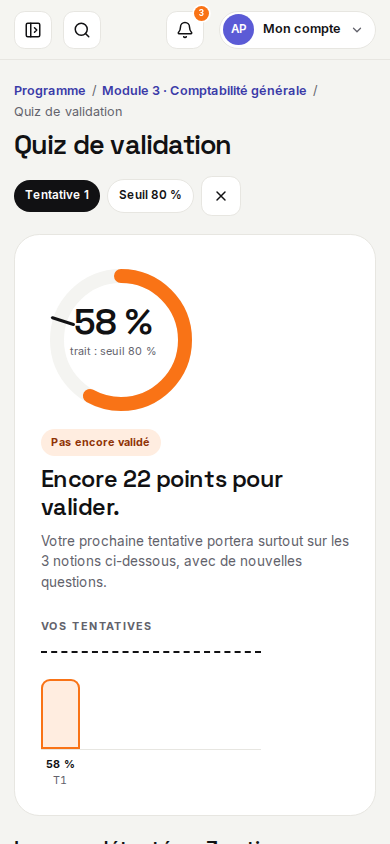 3
AP
Mon compte
Programme / Module 3 · Comptabilité générale /
Quiz de validation
Quiz de validation
Tentative 1
Seuil 80 %
58 %
trait : seuil 80 %
Pas encore validé
Encore 22 points pour
valider.
Votre prochaine tentative portera surtout sur les
3 notions ci-dessous, avec de nouvelles
questions.
VOS TENTATIVES
58 %
T1